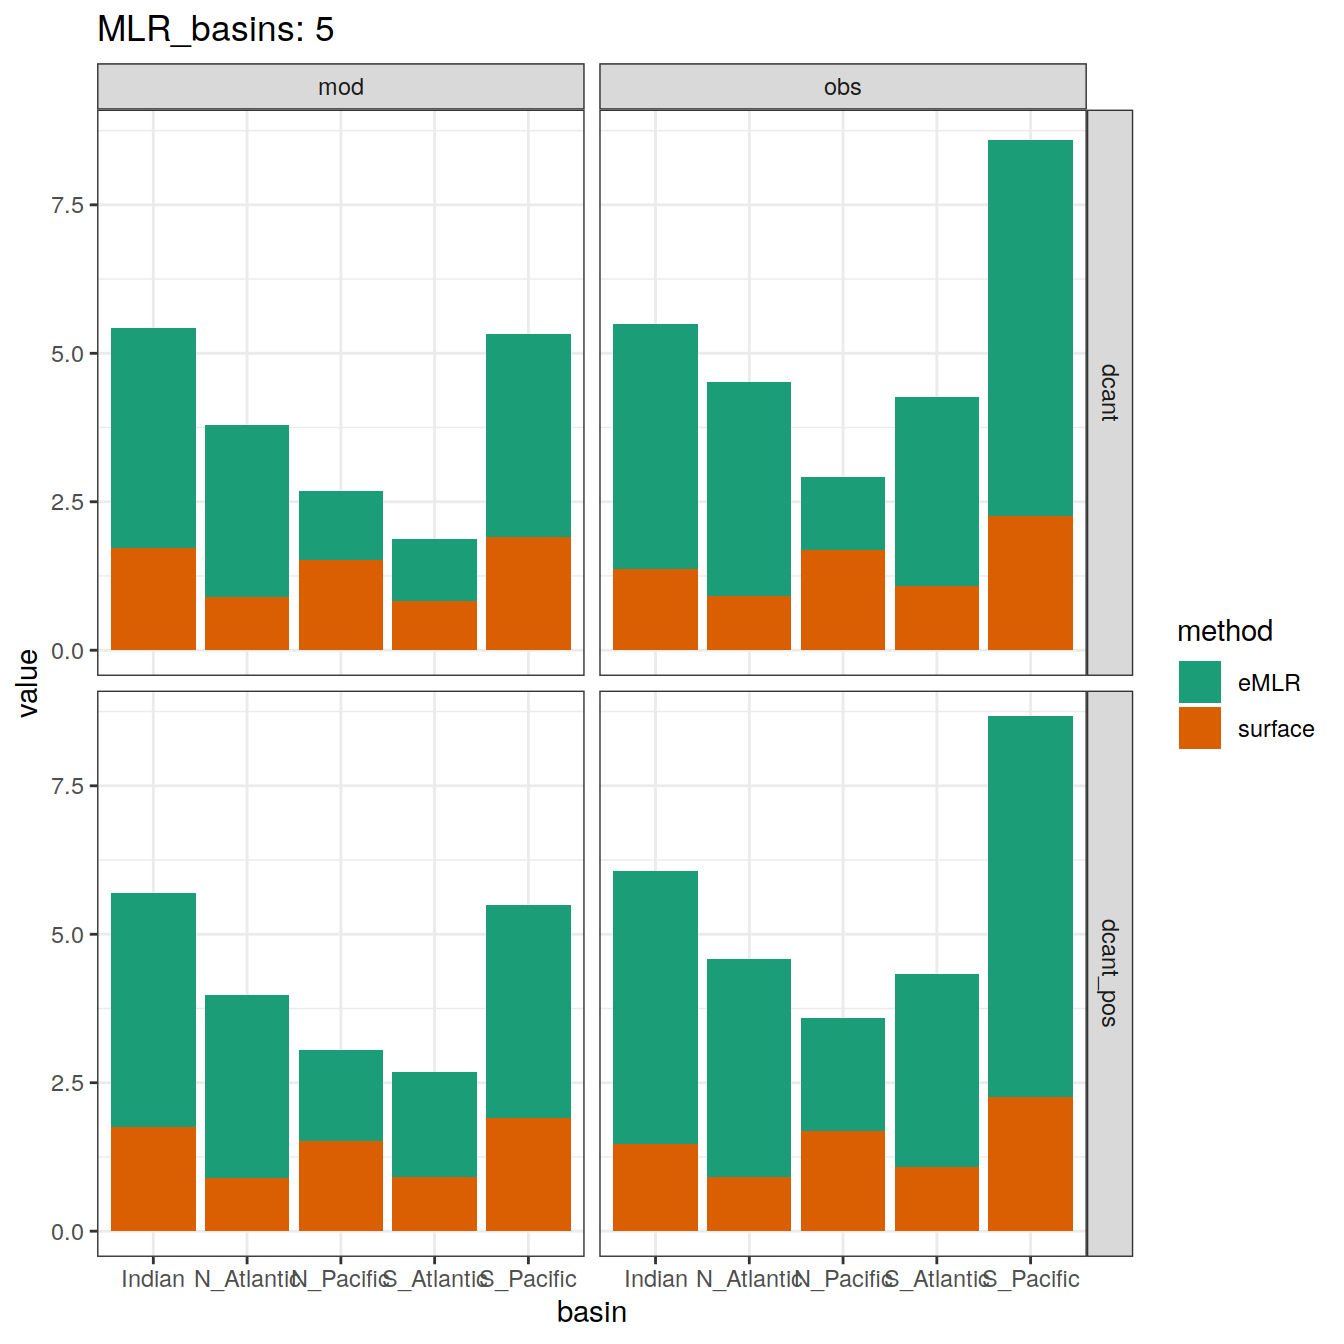 MLR_basins: 5
mod
obs
7.5
5.0
2.5
0.0
dcant
value
7.5
5.0
2.5
0.0
dcant_pos
Indian N_Atlantic N_Pacific S_Atlantic S_Pacific
Indian N_Atlantic N_Pacific S_Atlantic S_Pacific
basin
method
eMLR
surface